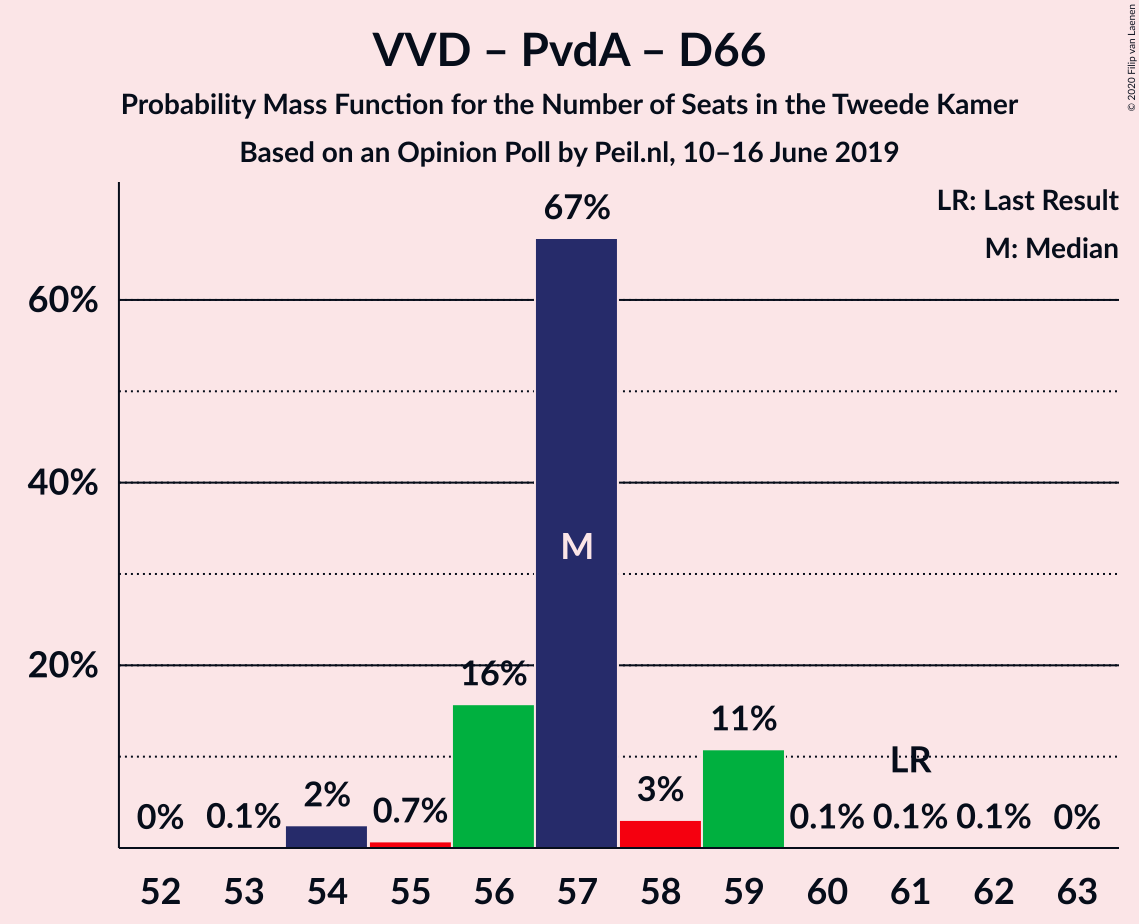 VVD – PvdA – D66
Probability Mass Function for the Number of Seats in the Tweede Kamer
Based on an Opinion Poll by Peil.nl, 10–16 June 2019
© 2020 Filip van Laenen
LR: Last Result
M: Median
67%
60%
M
40%
20%
16%
11%
LR
3%
2%
0.7%
0% 0.1% 0.1% 0.1% 0.1% 0%
52 53 54 55 56 57 58 59 60 61 62 63